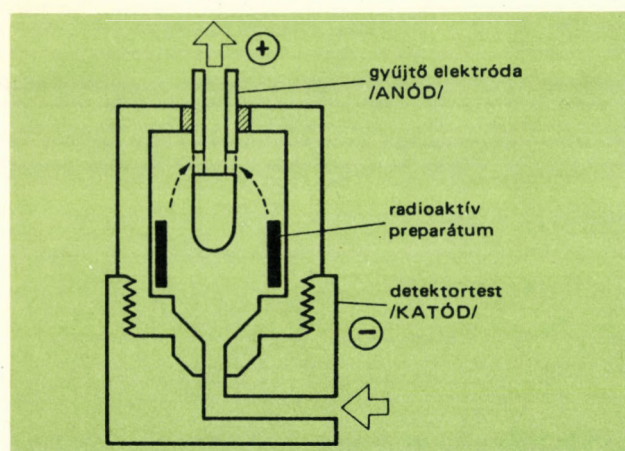 +
gyűjtő elektróda
/ANÓD/
radioaktív
preparátum
detektortest
/KATÓD/
−